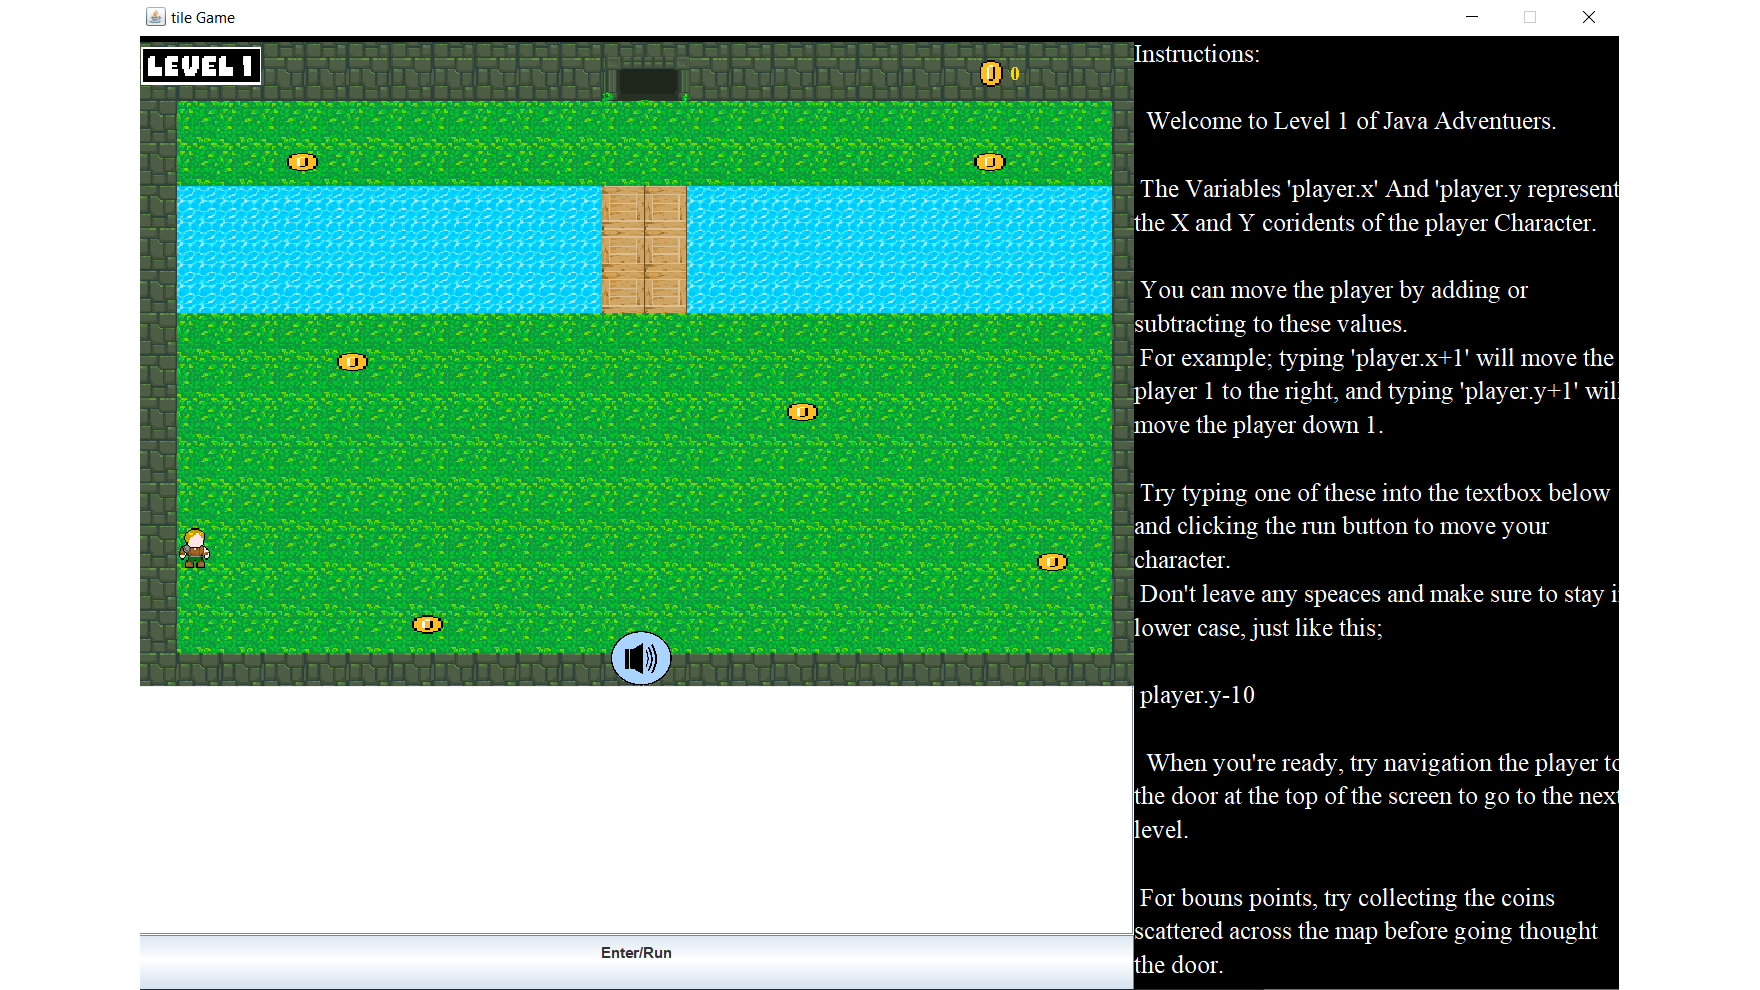 tile Game
LEVEL 1
0
Instructions:
Welcome to Level 1 of Java Adventuers.
The Variables 'player.x' And 'player.y represent
the X and Y coridents of the player Character.
You can move the player by adding or
subtracting to these values.
For example; typing 'player.x+1' will move the
player 1 to the right, and typing 'player.y+1' wil
move the player down 1.
Try typing one of these into the textbox below
and clicking the run button to move your
character.
Don't leave any speaces and make sure to stay i
lower case, just like this;
player.y-10
When you're ready, try navigation the player to
the door at the top of the screen to go to the next
level.
For bouns points, try collecting the coins
scattered across the map before going thought
the door.
Enter/Run